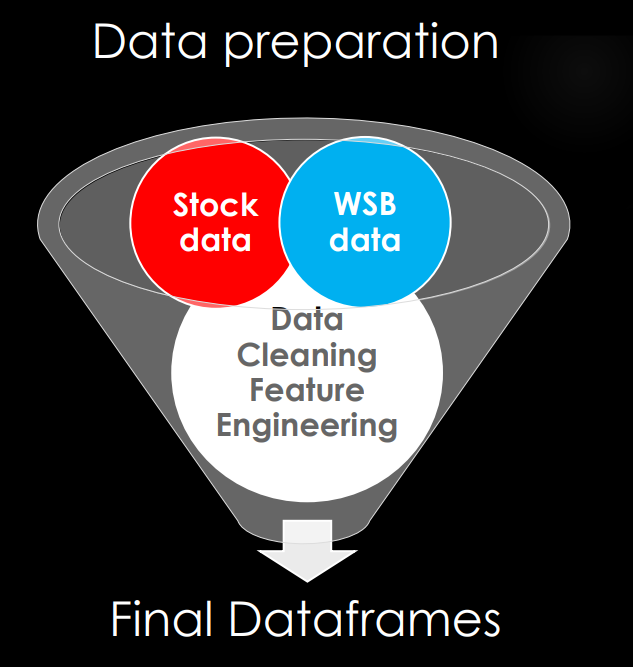 Data preparation
Stock
data
WSB
data
Data
Cleaning
Feature
Engineering
Final Dataframes